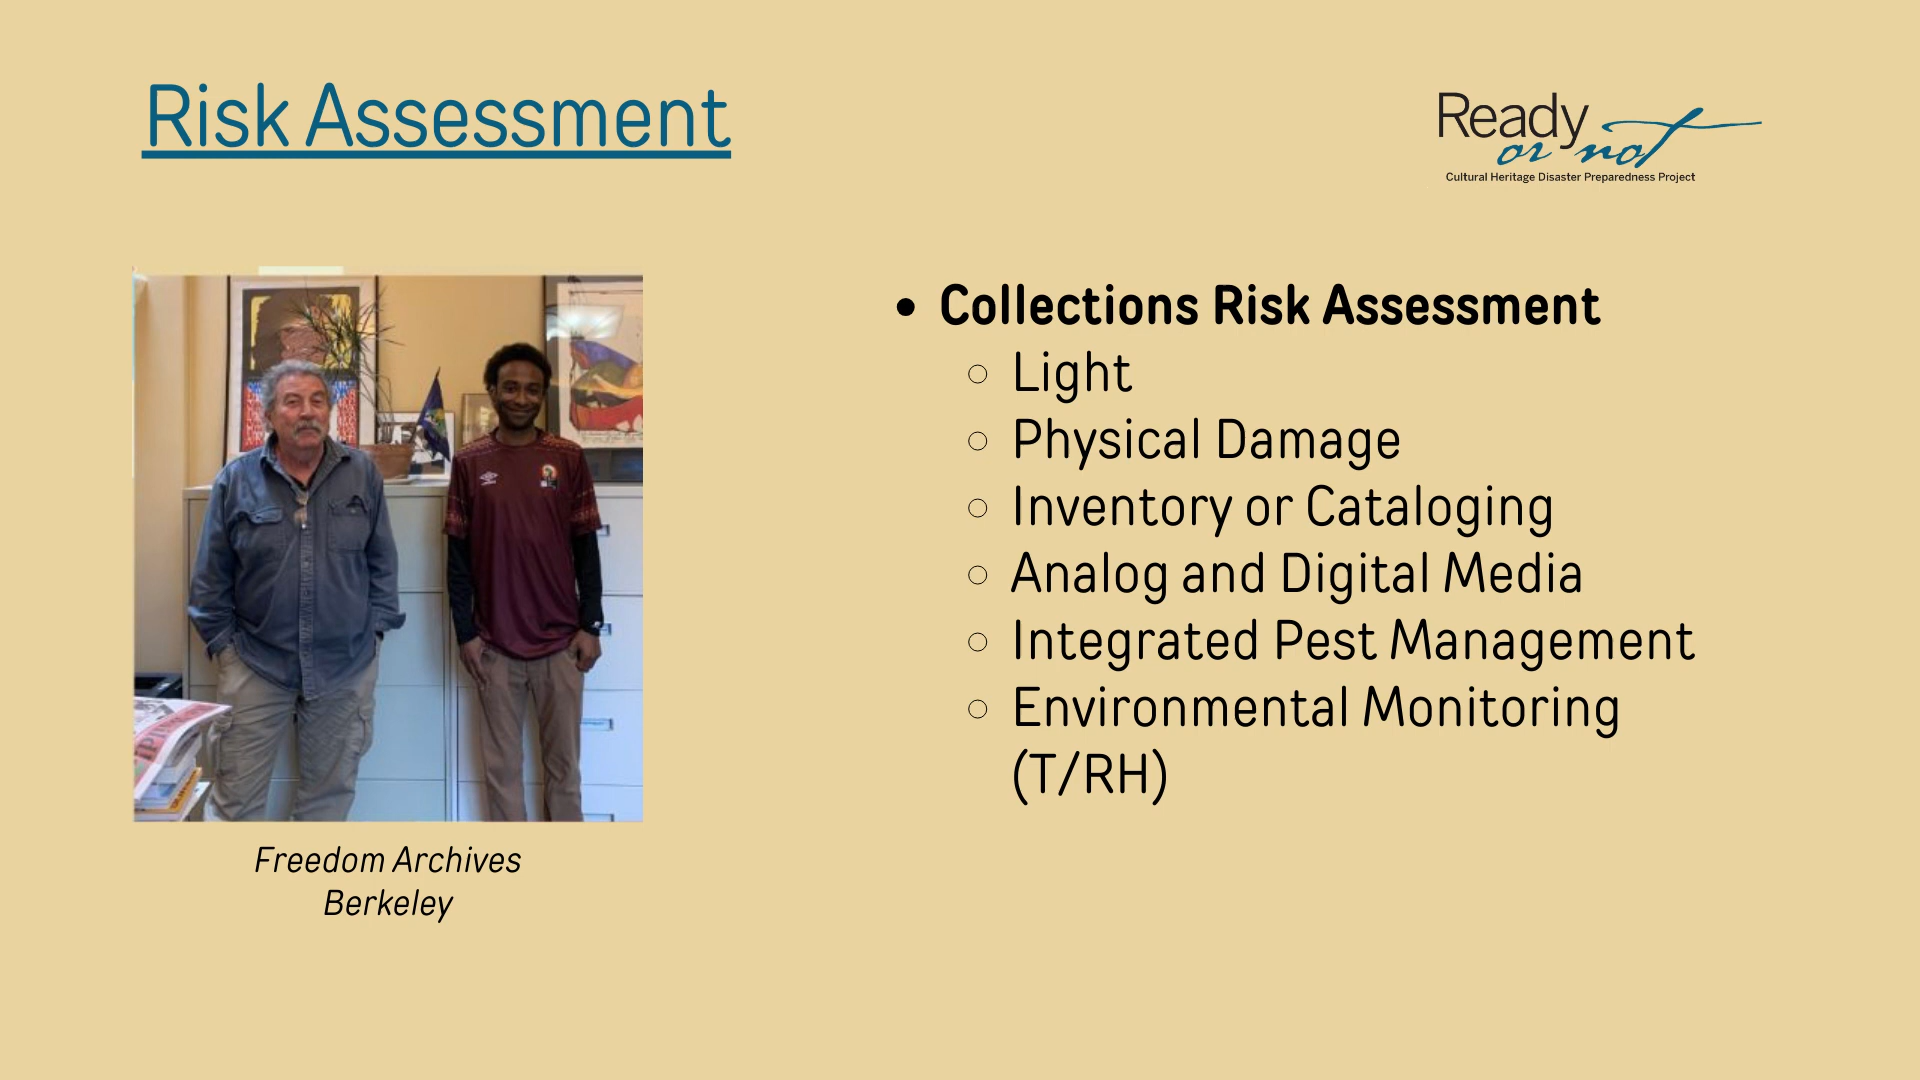 Risk Assessment
Ready
or not
Cultural Heritage Disaster Preparedness Project
• Collections Risk Assessment
○ Light
○ Physical Damage
○ Inventory or Cataloging
○ Analog and Digital Media
○ Integrated Pest Management
○ Environmental Monitoring
(T/RH)
Freedom Archives
Berkeley